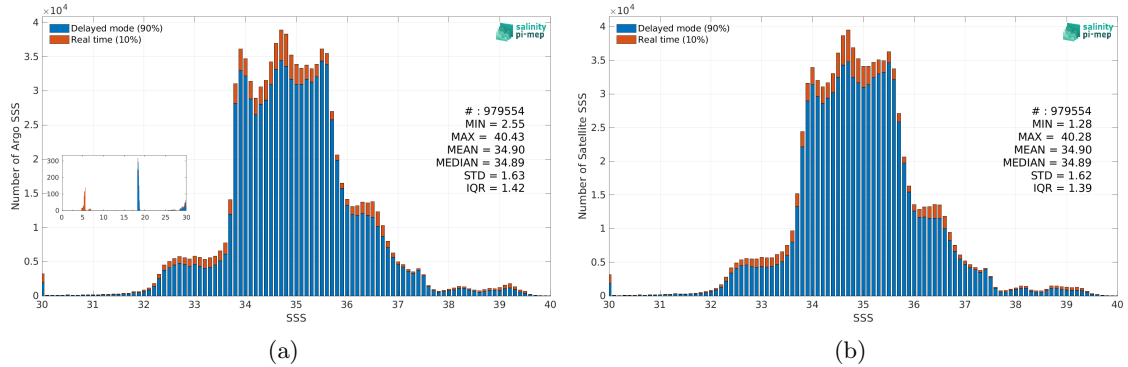 ×10^4
Delayed mode (90%)
Real time (10%)
salinity
pi-mep
# : 979554
MIN = 2.55
MAX = 40.43
MEAN = 34.90
MEDIAN = 34.89
STD = 1.63
IQR = 1.42
Number of Argo SSS
4
3.5
3
2.5
2
1.5
1
0.5
0
300
200
100
0
0 5 10 15 20 25 30
30 31 32 33 34 35 36 37 38 39 40
SSS
(a)
×10^4
Delayed mode (90%)
Real time (10%)
salinity
pi-mep
# : 979554
MIN = 1.28
MAX = 40.28
MEAN = 34.90
MEDIAN = 34.89
STD = 1.62
IQR = 1.39
Number of Satellite SSS
4
3.5
3
2.5
2
1.5
1
0.5
0
30 31 32 33 34 35 36 37 38 39 40
SSS
(b)